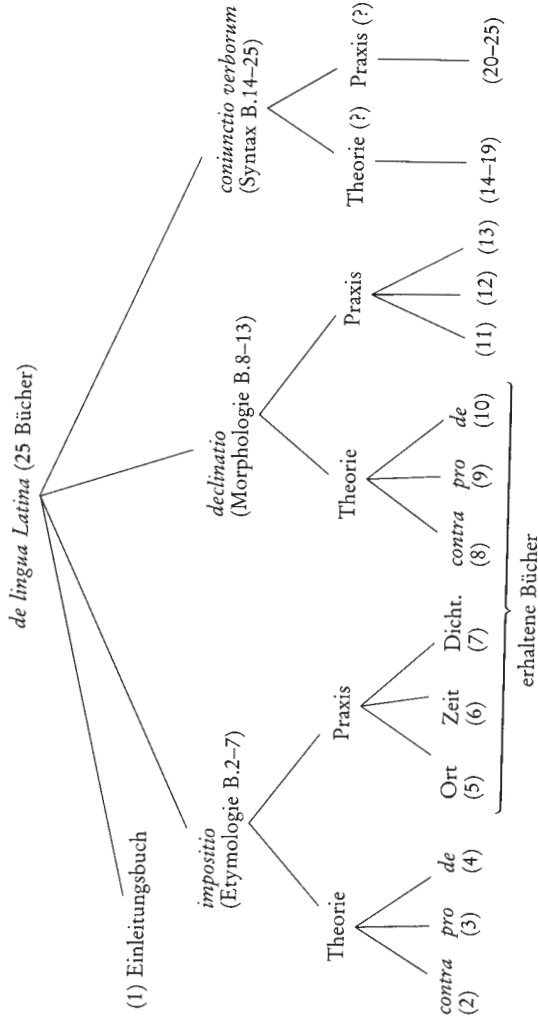 de lingua Latina (25 Bücher)
(1) Einleitungsbuch
impositio
(Etymologie B.2–7)
declinatio
(Morphologie B.8–13)
coniunctio verborum
(Syntax B.14–25)
Theorie
Praxis
Theorie
Praxis
Theorie (?)
Praxis (?)
contra
(2)
pro
(3)
de
(4)
Ort
(5)
Zeit
(6)
Dicht.
(7)
contra
(8)
pro
(9)
de
(10)
(11)
(12)
(13)
(14–19)
(20–25)
erhaltene Bücher